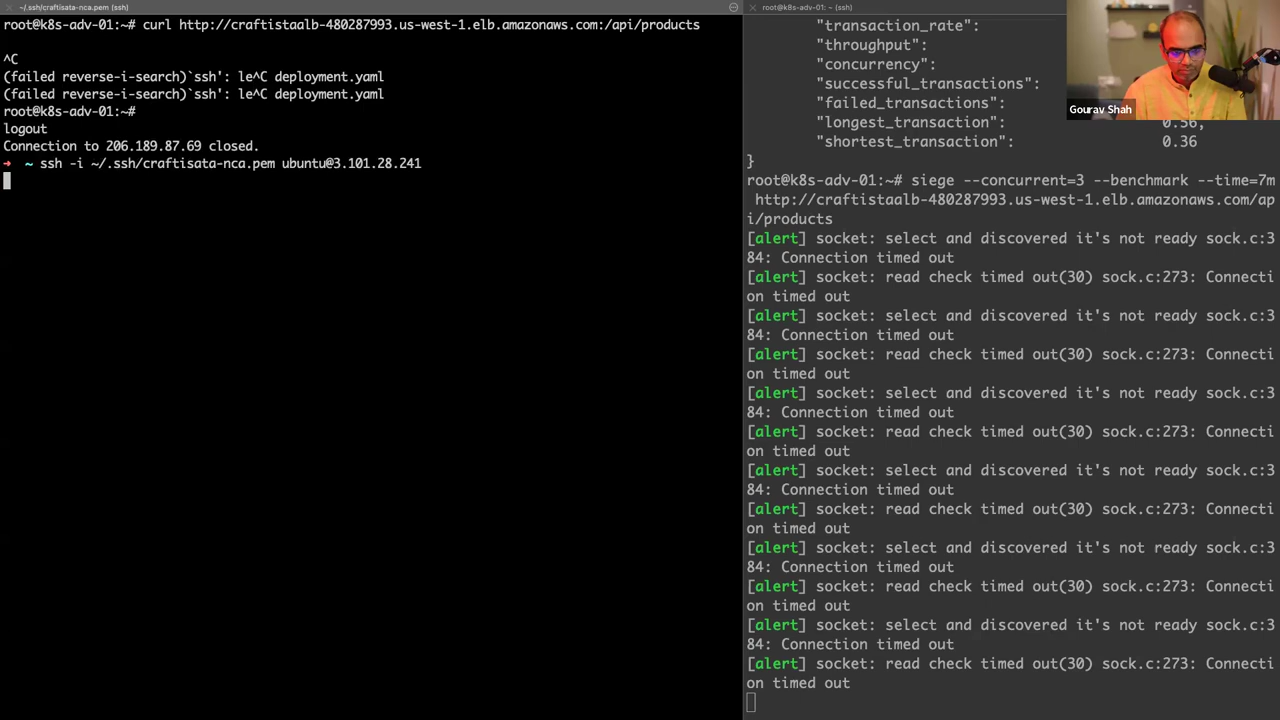 ~/.ssh/craftisata-nca.pem (ssh)
root@k8s-adv-01:~# curl http://craftistaalb-480287993.us-west-1.elb.amazonaws.com:/api/products
^C
(failed reverse-i-search)`ssh': le^C deployment.yaml
(failed reverse-i-search)`ssh': le^C deployment.yaml
root@k8s-adv-01:~#
logout
Connection to 206.189.87.69 closed.
➜  ~ ssh -i ~/.ssh/craftisata-nca.pem ubuntu@3.101.28.241
root@k8s-adv-01: ~ (ssh)
"transaction_rate":
"throughput":
"concurrency":
"successful_transactions":
"failed_transactions":
"longest_transaction": 0.56,
"shortest_transaction": 0.36
}
root@k8s-adv-01:~# siege --concurrent=3 --benchmark --time=7m
http://craftistaalb-480287993.us-west-1.elb.amazonaws.com/ap
i/products
[alert] socket: select and discovered it's not ready sock.c:3
84: Connection timed out
[alert] socket: read check timed out(30) sock.c:273: Connecti
on timed out
[alert] socket: select and discovered it's not ready sock.c:3
84: Connection timed out
[alert] socket: read check timed out(30) sock.c:273: Connecti
on timed out
[alert] socket: select and discovered it's not ready sock.c:3
84: Connection timed out
[alert] socket: read check timed out(30) sock.c:273: Connecti
on timed out
[alert] socket: select and discovered it's not ready sock.c:3
84: Connection timed out
[alert] socket: read check timed out(30) sock.c:273: Connecti
on timed out
[alert] socket: select and discovered it's not ready sock.c:3
84: Connection timed out
[alert] socket: read check timed out(30) sock.c:273: Connecti
on timed out
[alert] socket: select and discovered it's not ready sock.c:3
84: Connection timed out
[alert] socket: read check timed out(30) sock.c:273: Connecti
on timed out
Gourav Shah